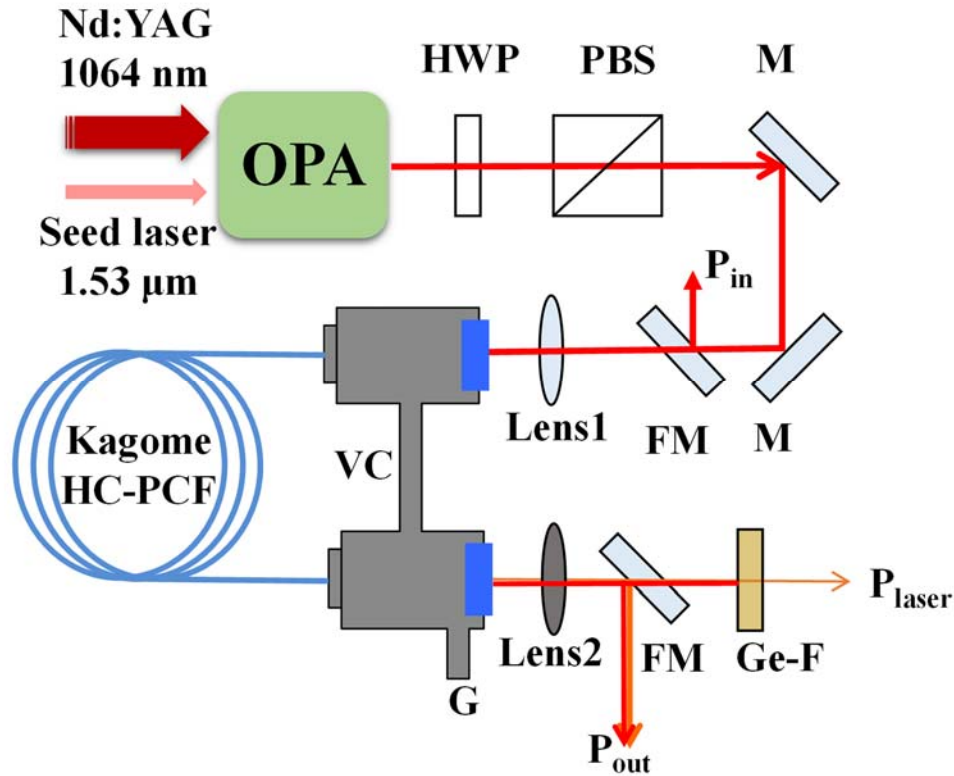 Nd:YAG
1064 nm
HWP
PBS
M
OPA
Seed laser
1.53 μm
P_in
Lens1
FM
M
Kagome
HC-PCF
VC
P_laser
Lens2
FM
Ge-F
G
P_out